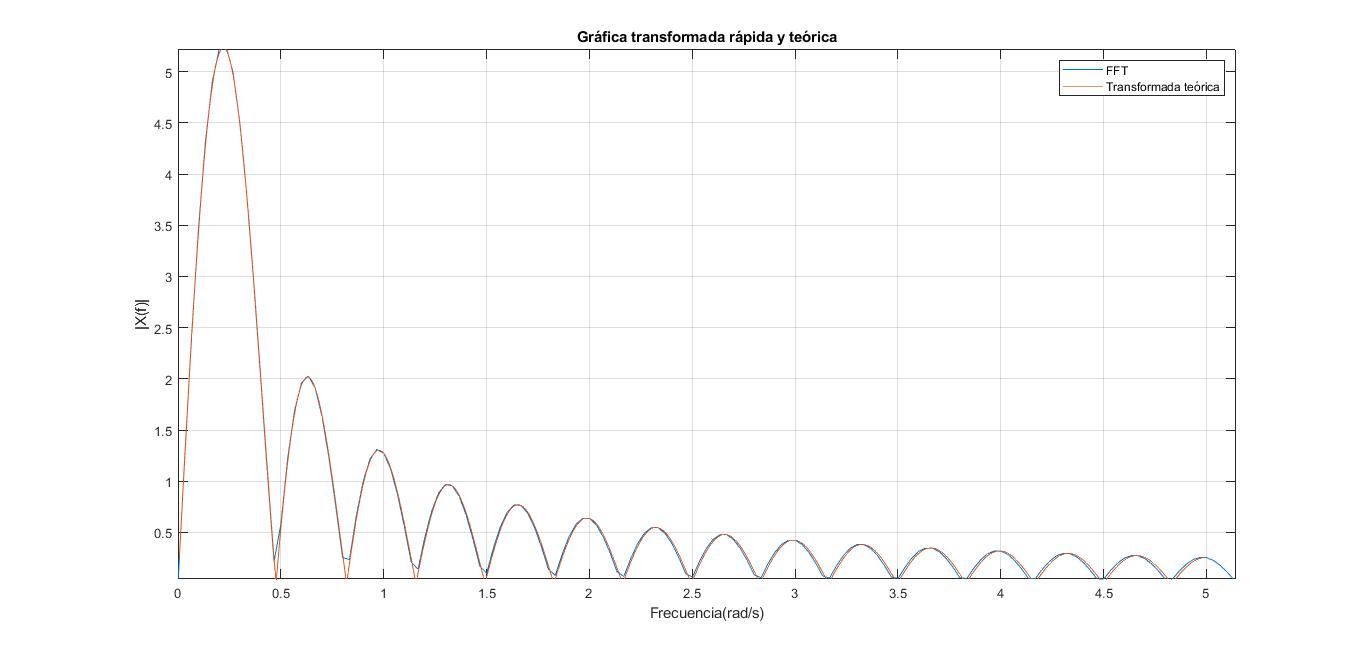 Gráfica transformada rápida y teórica
FFT
Transformada teórica
5
4.5
4
3.5
3
2.5
2
1.5
1
0.5
|X(f)|
0 0.5 1 1.5 2 2.5 3 3.5 4 4.5 5
Frecuencia(rad/s)